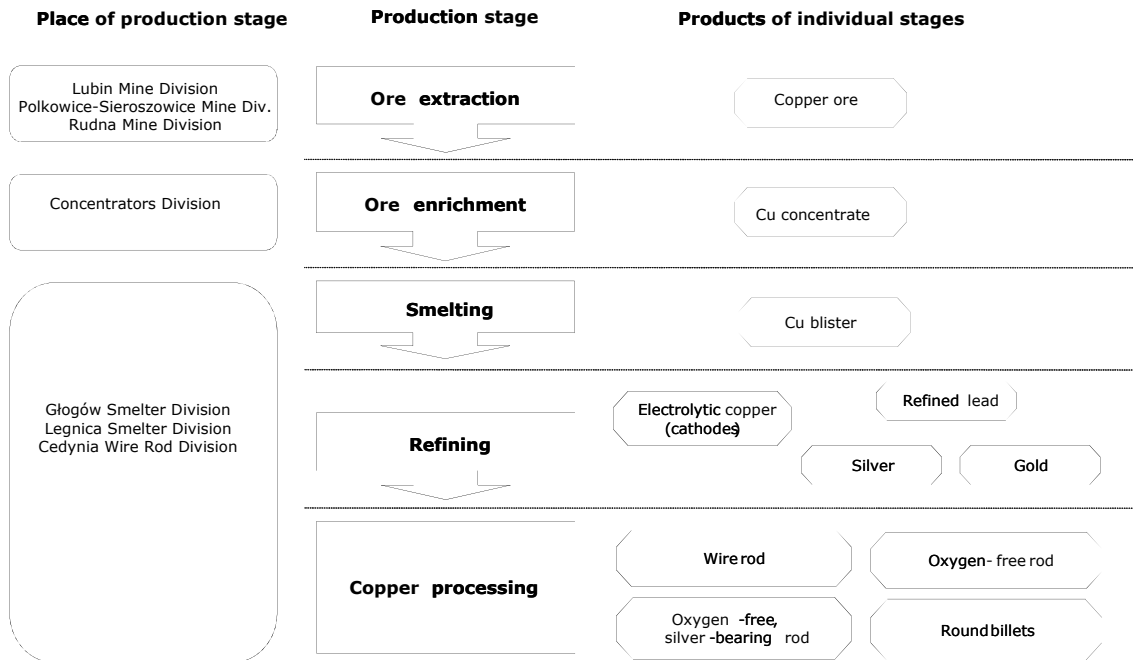 Place of production stage
Production stage
Products of individual stages
Lubin Mine Division
Polkowice-Sieroszowice Mine Div.
Rudna Mine Division
Ore extraction
Copper ore
Concentrators Division
Ore enrichment
Cu concentrate
Smelting
Cu blister
Głogów Smelter Division
Legnica Smelter Division
Cedynia Wire Rod Division
Refining
Electrolytic copper
(cathodes)
Refined lead
Silver
Gold
Copper processing
Wire rod
Oxygen- free rod
Oxygen -free,
silver -bearing rod
Round billets